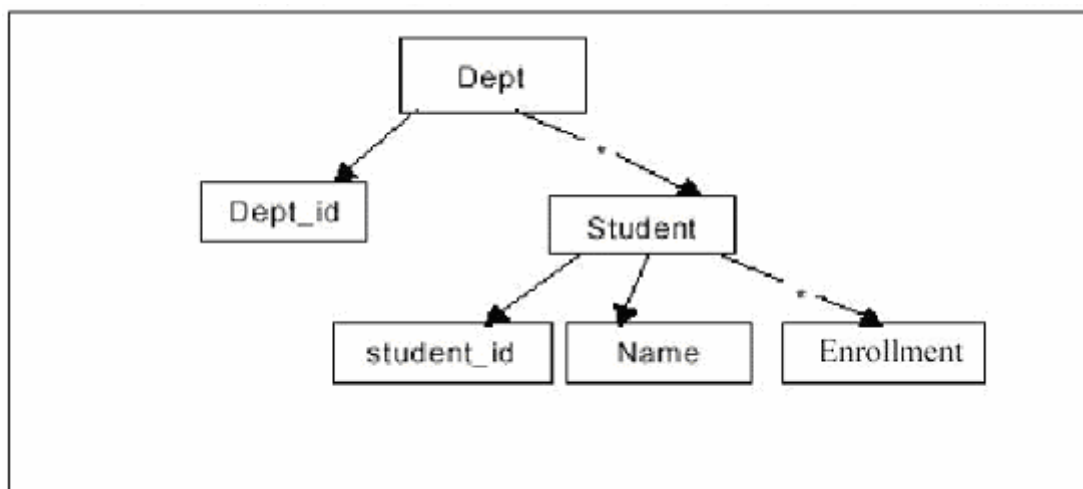 Dept
Dept_id
Student
student_id
Name
Enrollment